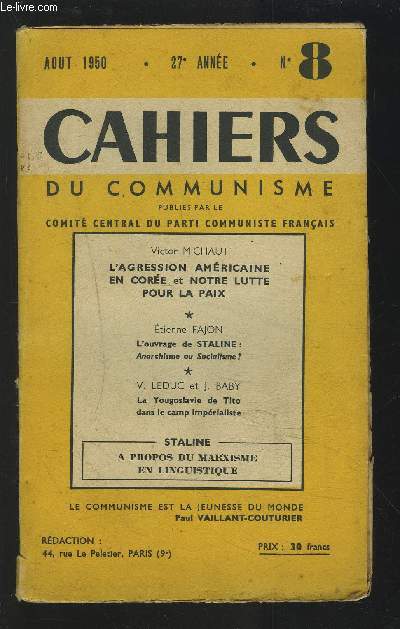 Le-livre.com
AOUT 1950 • 27e ANNÉE • No 8
CAHIERS
DU COMMUNISME
PUBLIÉS PAR LE
COMITÉ CENTRAL DU PARTI COMMUNISTE FRANÇAIS
Victor MICHAUT
L'AGRESSION AMÉRICAINE
EN CORÉE et NOTRE LUTTE
POUR LA PAIX
★
Étienne FAJON
L'ouvrage de STALINE :
Anarchisme ou Socialisme ?
★
V. LEDUC et J. BABY
La Yougoslavie de Tito
dans le camp impérialiste
STALINE
A PROPOS DU MARXISME
EN LINGUISTIQUE
LE COMMUNISME EST LA JEUNESSE DU MONDE
Paul VAILLANT-COUTURIER
RÉDACTION :
44, rue Le Peletier, PARIS (9e)
PRIX : 30 francs